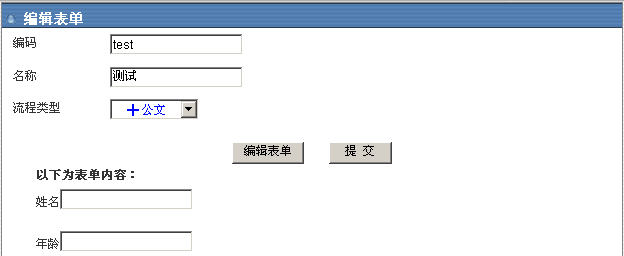 编辑表单
编码 test
名称 测试
流程类型 十公文
编辑表单 提 交
以下为表单内容：
姓名
年龄